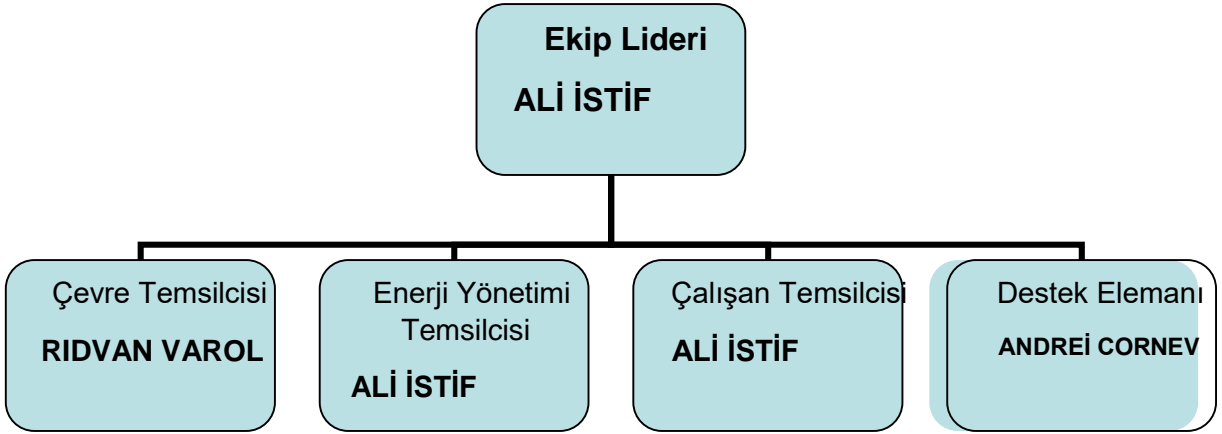 Ekip Lideri
ALİ İSTİF
Çevre Temsilcisi
RIDVAN VAROL
Enerji Yönetimi
Temsilcisi
ALİ İSTİF
Çalışan Temsilcisi
ALİ İSTİF
Destek Elemanı
ANDREİ CORNEV